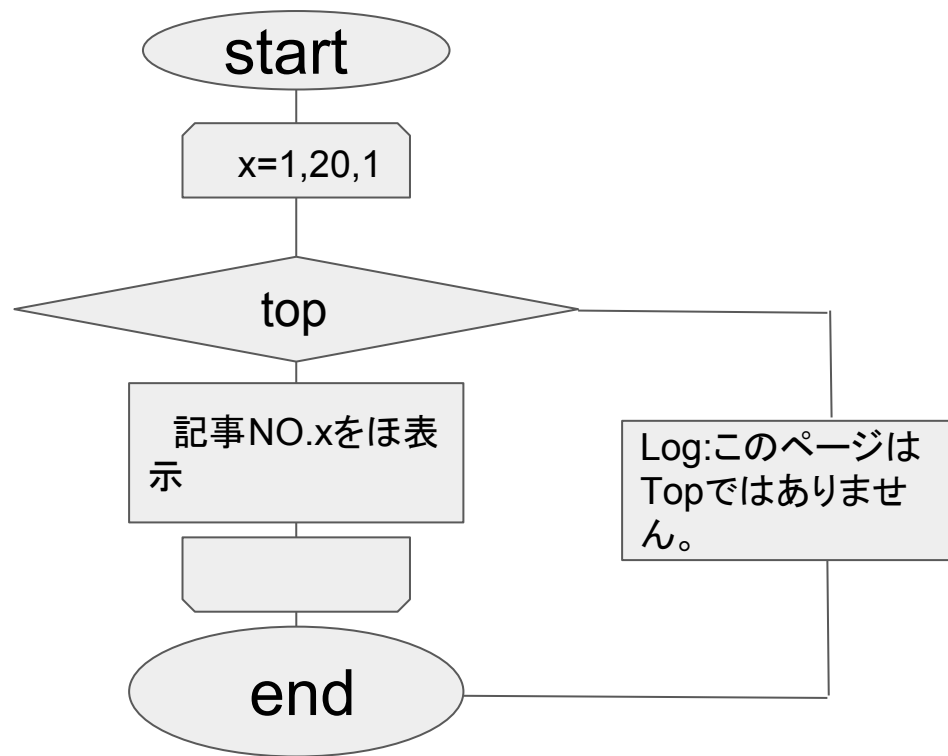 start
x=1,20,1
top
記事NO.xをほ表
示
Log:このページは
Topではありませ
ん。
end